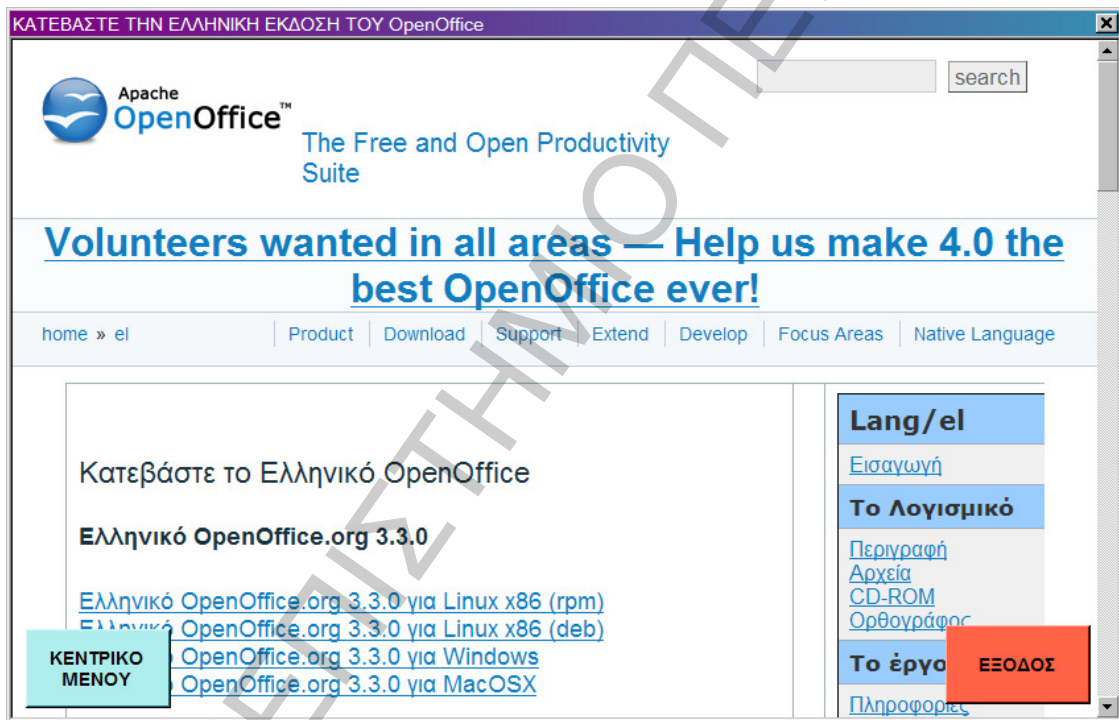 ΚΑΤΕΒΑΣΤΕ ΤΗΝ ΕΛΛΗΝΙΚΗ ΕΚΔΟΣΗ ΤΟΥ OpenOffice
search
Apache
OpenOffice™
The Free and Open Productivity
Suite
Volunteers wanted in all areas — Help us make 4.0 the
best OpenOffice ever!
home » el
Product Download Support Extend Develop Focus Areas Native Language
Κατεβάστε το Ελληνικό OpenOffice
Ελληνικό OpenOffice.org 3.3.0
Ελληνικό OpenOffice.org 3.3.0 για Linux x86 (rpm)
Ελληνικό OpenOffice.org 3.3.0 για Linux x86 (deb)
OpenOffice.org 3.3.0 για Windows
OpenOffice.org 3.3.0 για MacOSX
ΚΕΝΤΡΙΚΟ
ΜΕΝΟΥ
Lang/el
Εισαγωγή
Το Λογισμικό
Περιγραφή
Αρχεία
CD-ROM
Ορθογράφος
Το έργο
Πληροφορίες
ΕΞΟΔΟΣ